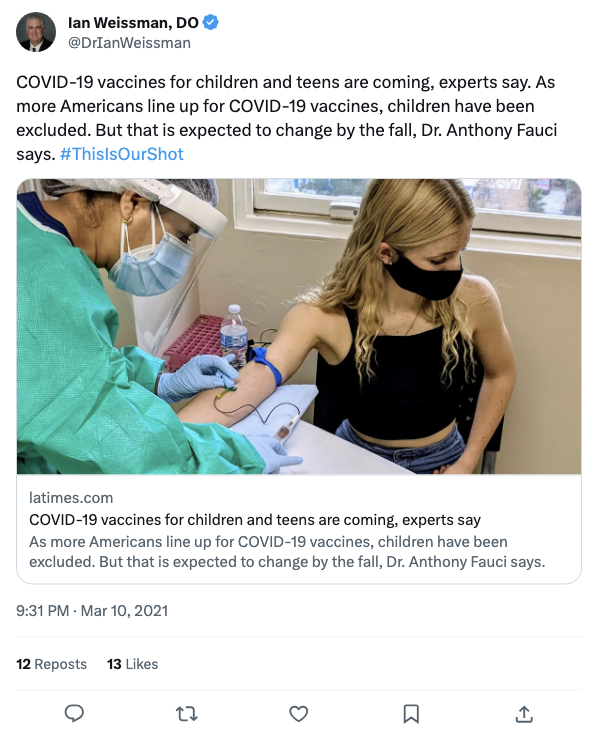 Ian Weissman, DO
@DrIanWeissman
COVID-19 vaccines for children and teens are coming, experts say. As
more Americans line up for COVID-19 vaccines, children have been
excluded. But that is expected to change by the fall, Dr. Anthony Fauci
says. #ThisIsOurShot
latimes.com
COVID-19 vaccines for children and teens are coming, experts say
As more Americans line up for COVID-19 vaccines, children have been
excluded. But that is expected to change by the fall, Dr. Anthony Fauci says.
9:31 PM · Mar 10, 2021
12 Reposts 13 Likes